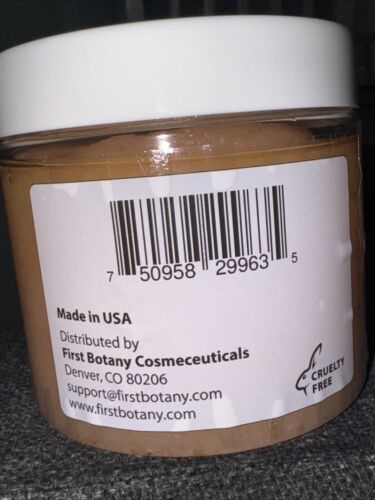 7 50958 29963 5
Made in USA
Distributed by
First Botany Cosmeceuticals
Denver, CO 80206
support@firstbotany.com
www.firstbotany.com
CRUELTY
FREE